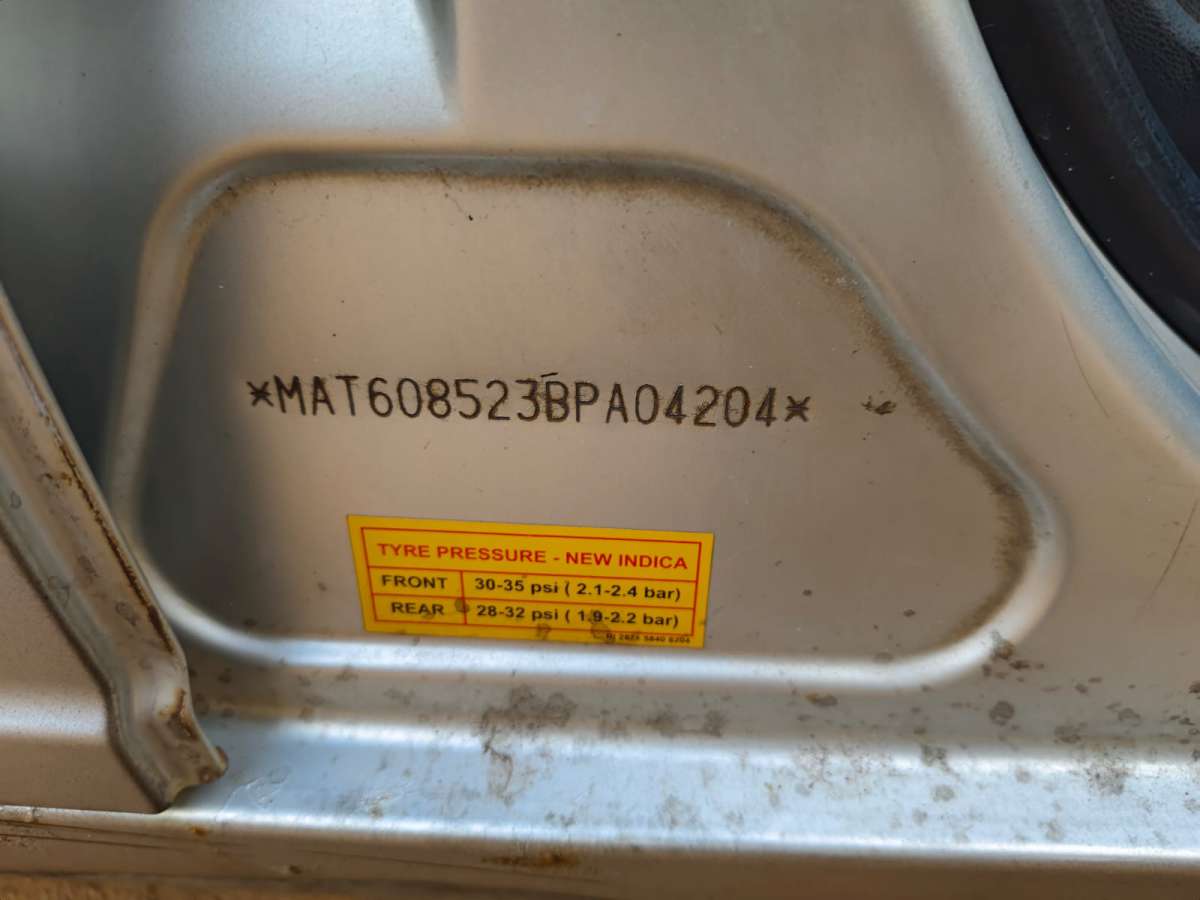 *MAT608523BPA04204*
TYRE PRESSURE - NEW INDICA
FRONT 30-35 psi ( 2.1-2.4 bar)
REAR 28-32 psi ( 1.9-2.2 bar)